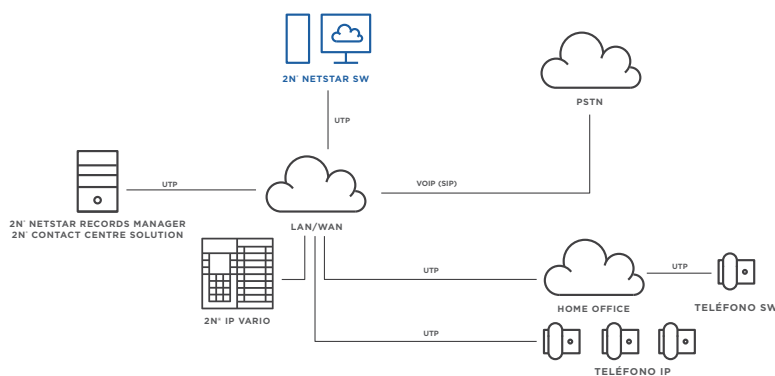 2N® NETSTAR SW
PSTN
UTP
UTP
VOIP (SIP)
2N® NETSTAR RECORDS MANAGER
2N® CONTACT CENTRE SOLUTION
LAN/WAN
UTP
UTP
2N® IP VARIO
HOME OFFICE
TELÉFONO SW
UTP
TELÉFONO IP